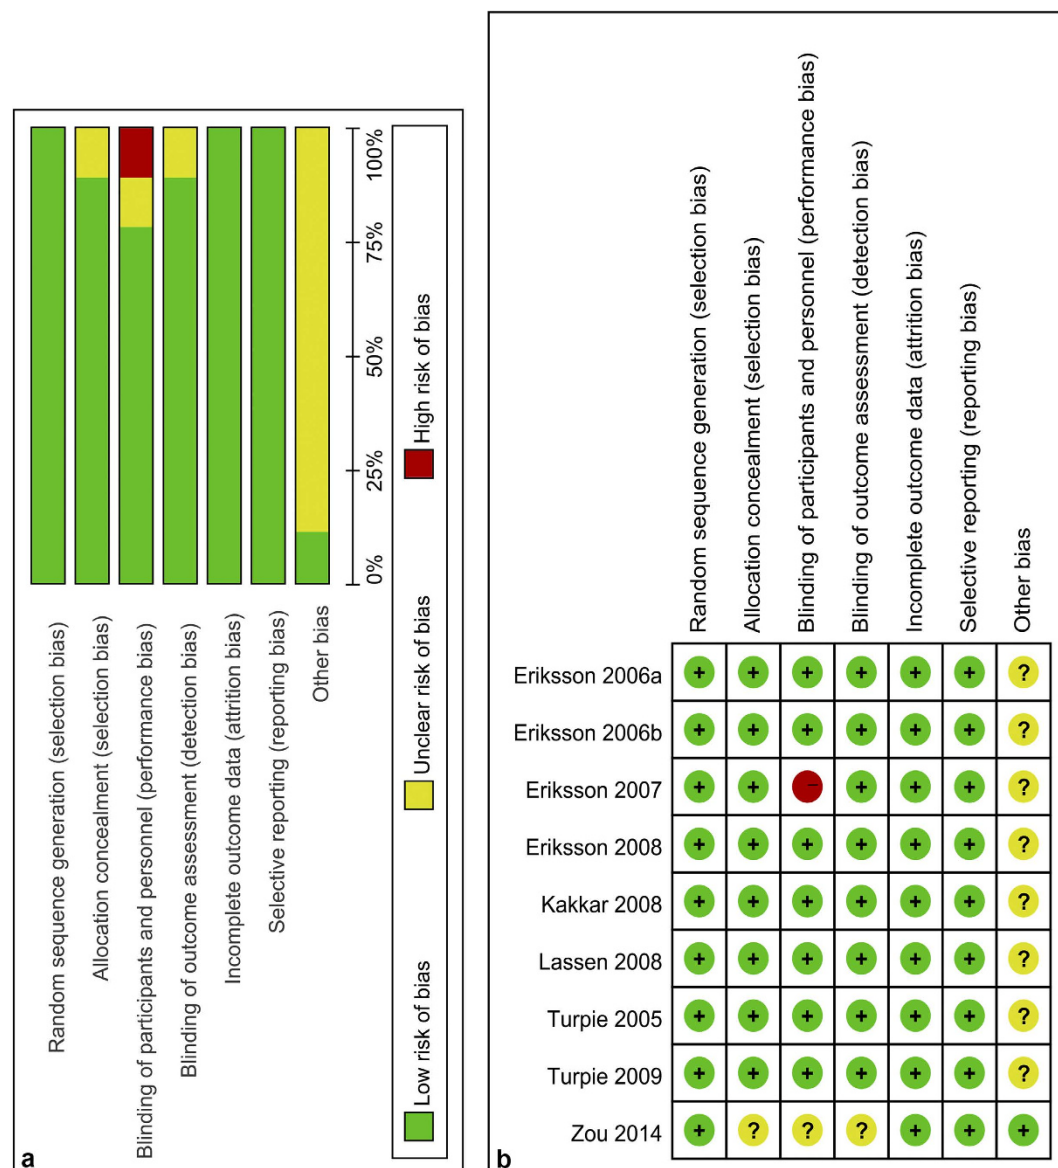 Random sequence generation (selection bias)
Allocation concealment (selection bias)
Blinding of participants and personnel (performance bias)
Blinding of outcome assessment (detection bias)
Incomplete outcome data (attrition bias)
Selective reporting (reporting bias)
Other bias
0% 25% 50% 75% 100%
Low risk of bias Unclear risk of bias High risk of bias
a
Random sequence generation (selection bias)
Allocation concealment (selection bias)
Blinding of participants and personnel (performance bias)
Blinding of outcome assessment (detection bias)
Incomplete outcome data (attrition bias)
Selective reporting (reporting bias)
Other bias
Eriksson 2006a + + + + + + ?
Eriksson 2006b + + + + + + ?
Eriksson 2007 + + - + + + ?
Eriksson 2008 + + + + + + ?
Kakkar 2008 + + + + + + ?
Lassen 2008 + + + + + + ?
Turpie 2005 + + + + + + ?
Turpie 2009 + + + + + + ?
Zou 2014 + ? ? ? + + +
b